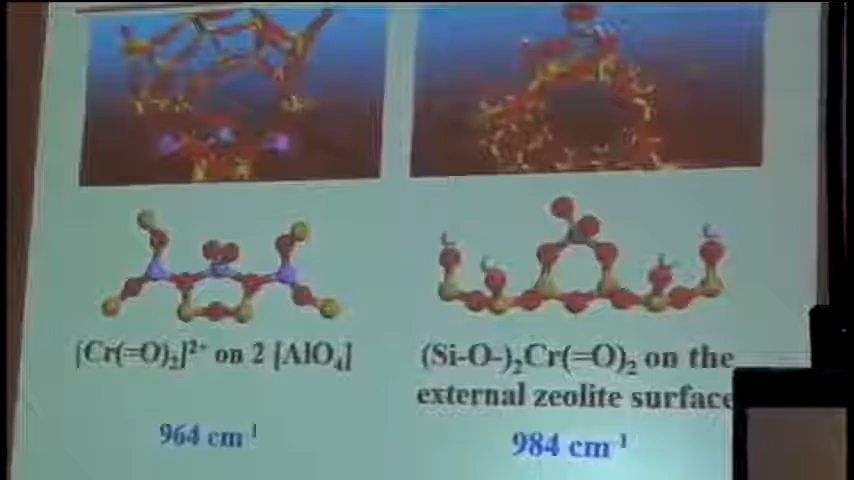 [Cr(=O)₂]²⁺ on 2 [AlO₄]
(Si-O-)₂Cr(=O)₂ on the
external zeolite surface
964 cm⁻¹
984 cm⁻¹